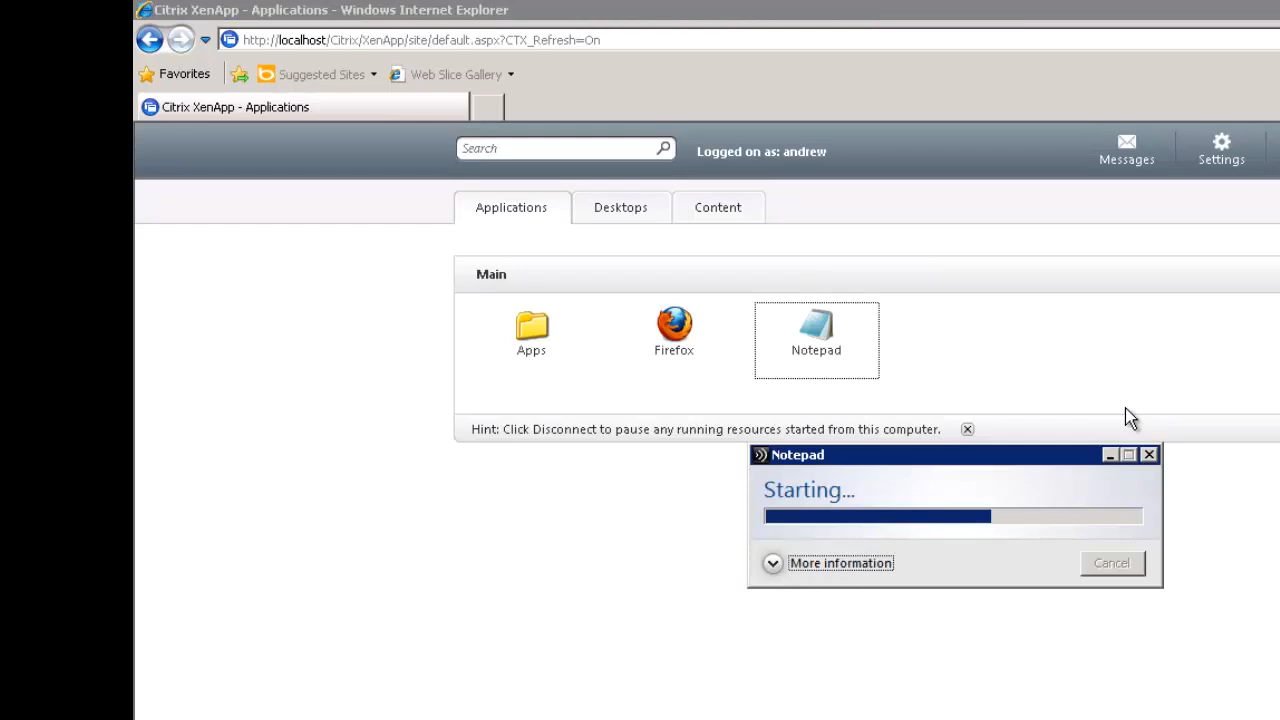 Citrix XenApp - Applications - Windows Internet Explorer
http://localhost/Citrix/XenApp/site/default.aspx?CTX_Refresh=On
Favorites Suggested Sites Web Slice Gallery
Citrix XenApp - Applications
Search Logged on as: andrew Messages Settings
Applications Desktops Content
Main
Apps Firefox Notepad
Hint: Click Disconnect to pause any running resources started from this computer.
Notepad
Starting...
More information Cancel